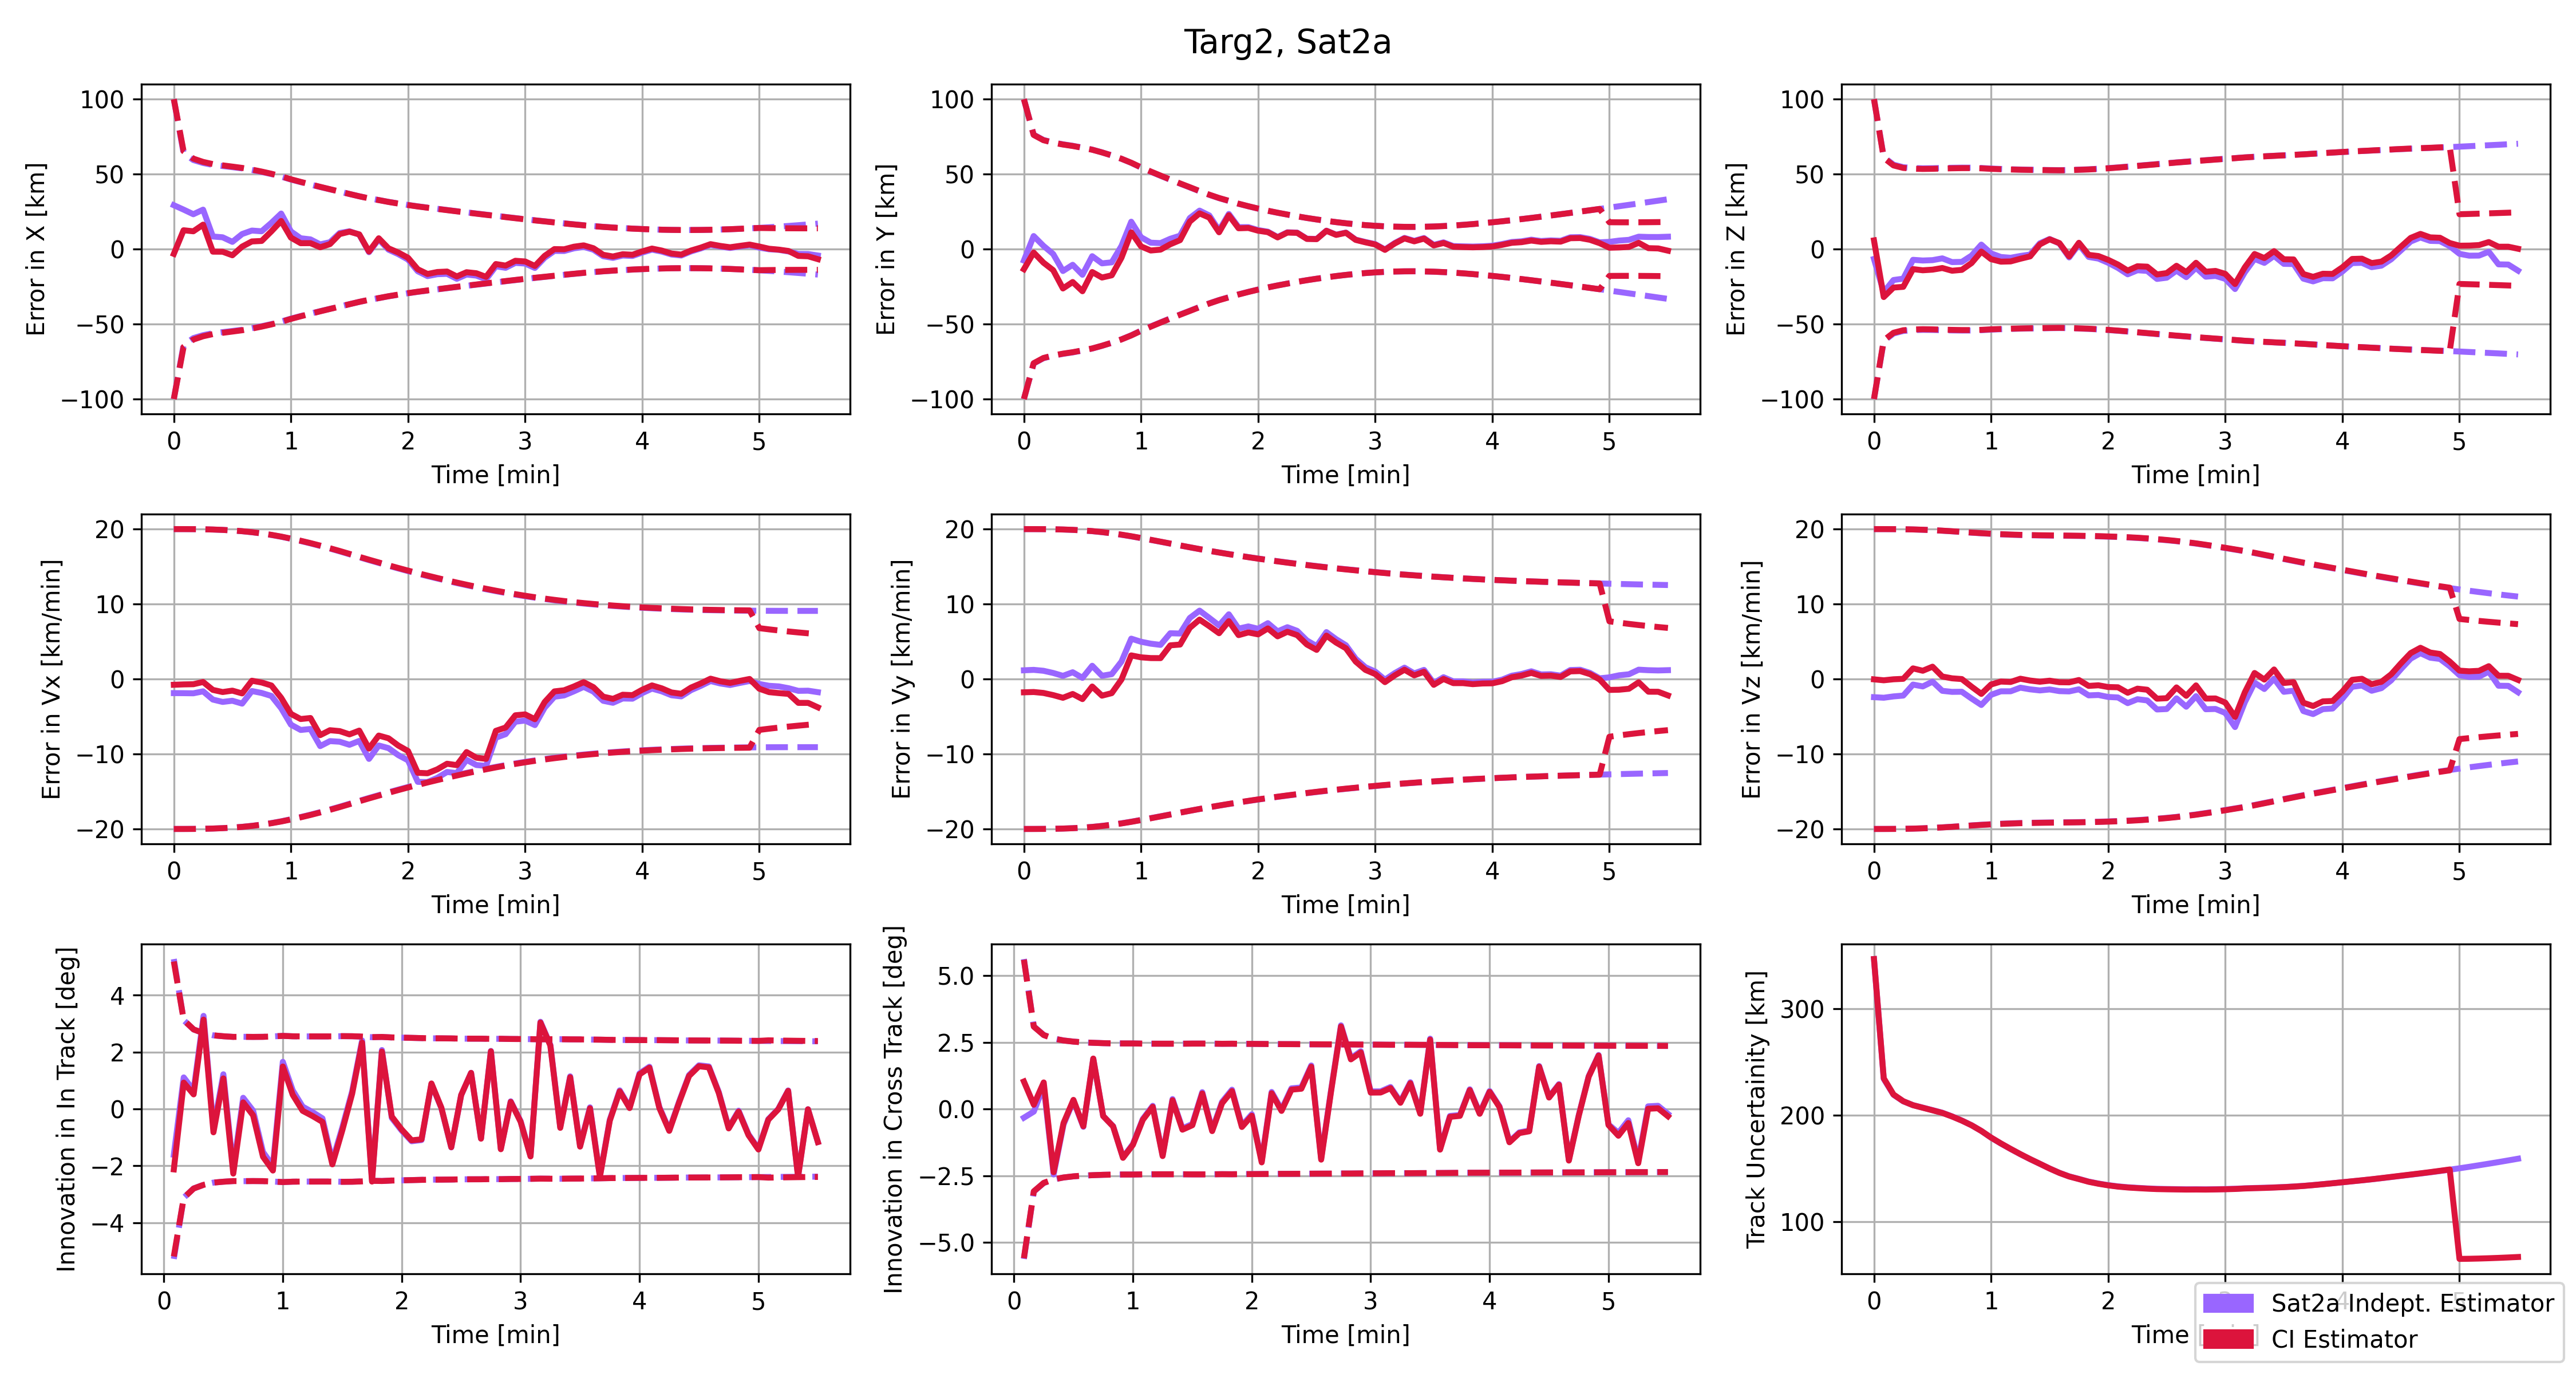 Targ2, Sat2a
Error in X [km]
100
50
0
−50
−100
0 1 2 3 4 5
Time [min]
Error in Y [km]
100
50
0
−50
−100
0 1 2 3 4 5
Time [min]
Error in Z [km]
100
50
0
−50
−100
0 1 2 3 4 5
Time [min]
Error in Vx [km/min]
20
10
0
−10
−20
0 1 2 3 4 5
Time [min]
Error in Vy [km/min]
20
10
0
−10
−20
0 1 2 3 4 5
Time [min]
Error in Vz [km/min]
20
10
0
−10
−20
0 1 2 3 4 5
Time [min]
Innovation in In Track [deg]
4
2
0
−2
−4
0 1 2 3 4 5
Time [min]
Innovation in Cross Track [deg]
5.0
2.5
0.0
−2.5
−5.0
0 1 2 3 4 5
Time [min]
Track Uncertainity [km]
300
200
100
0 1 2
Time
Sat2a Indept. Estimator
CI Estimator